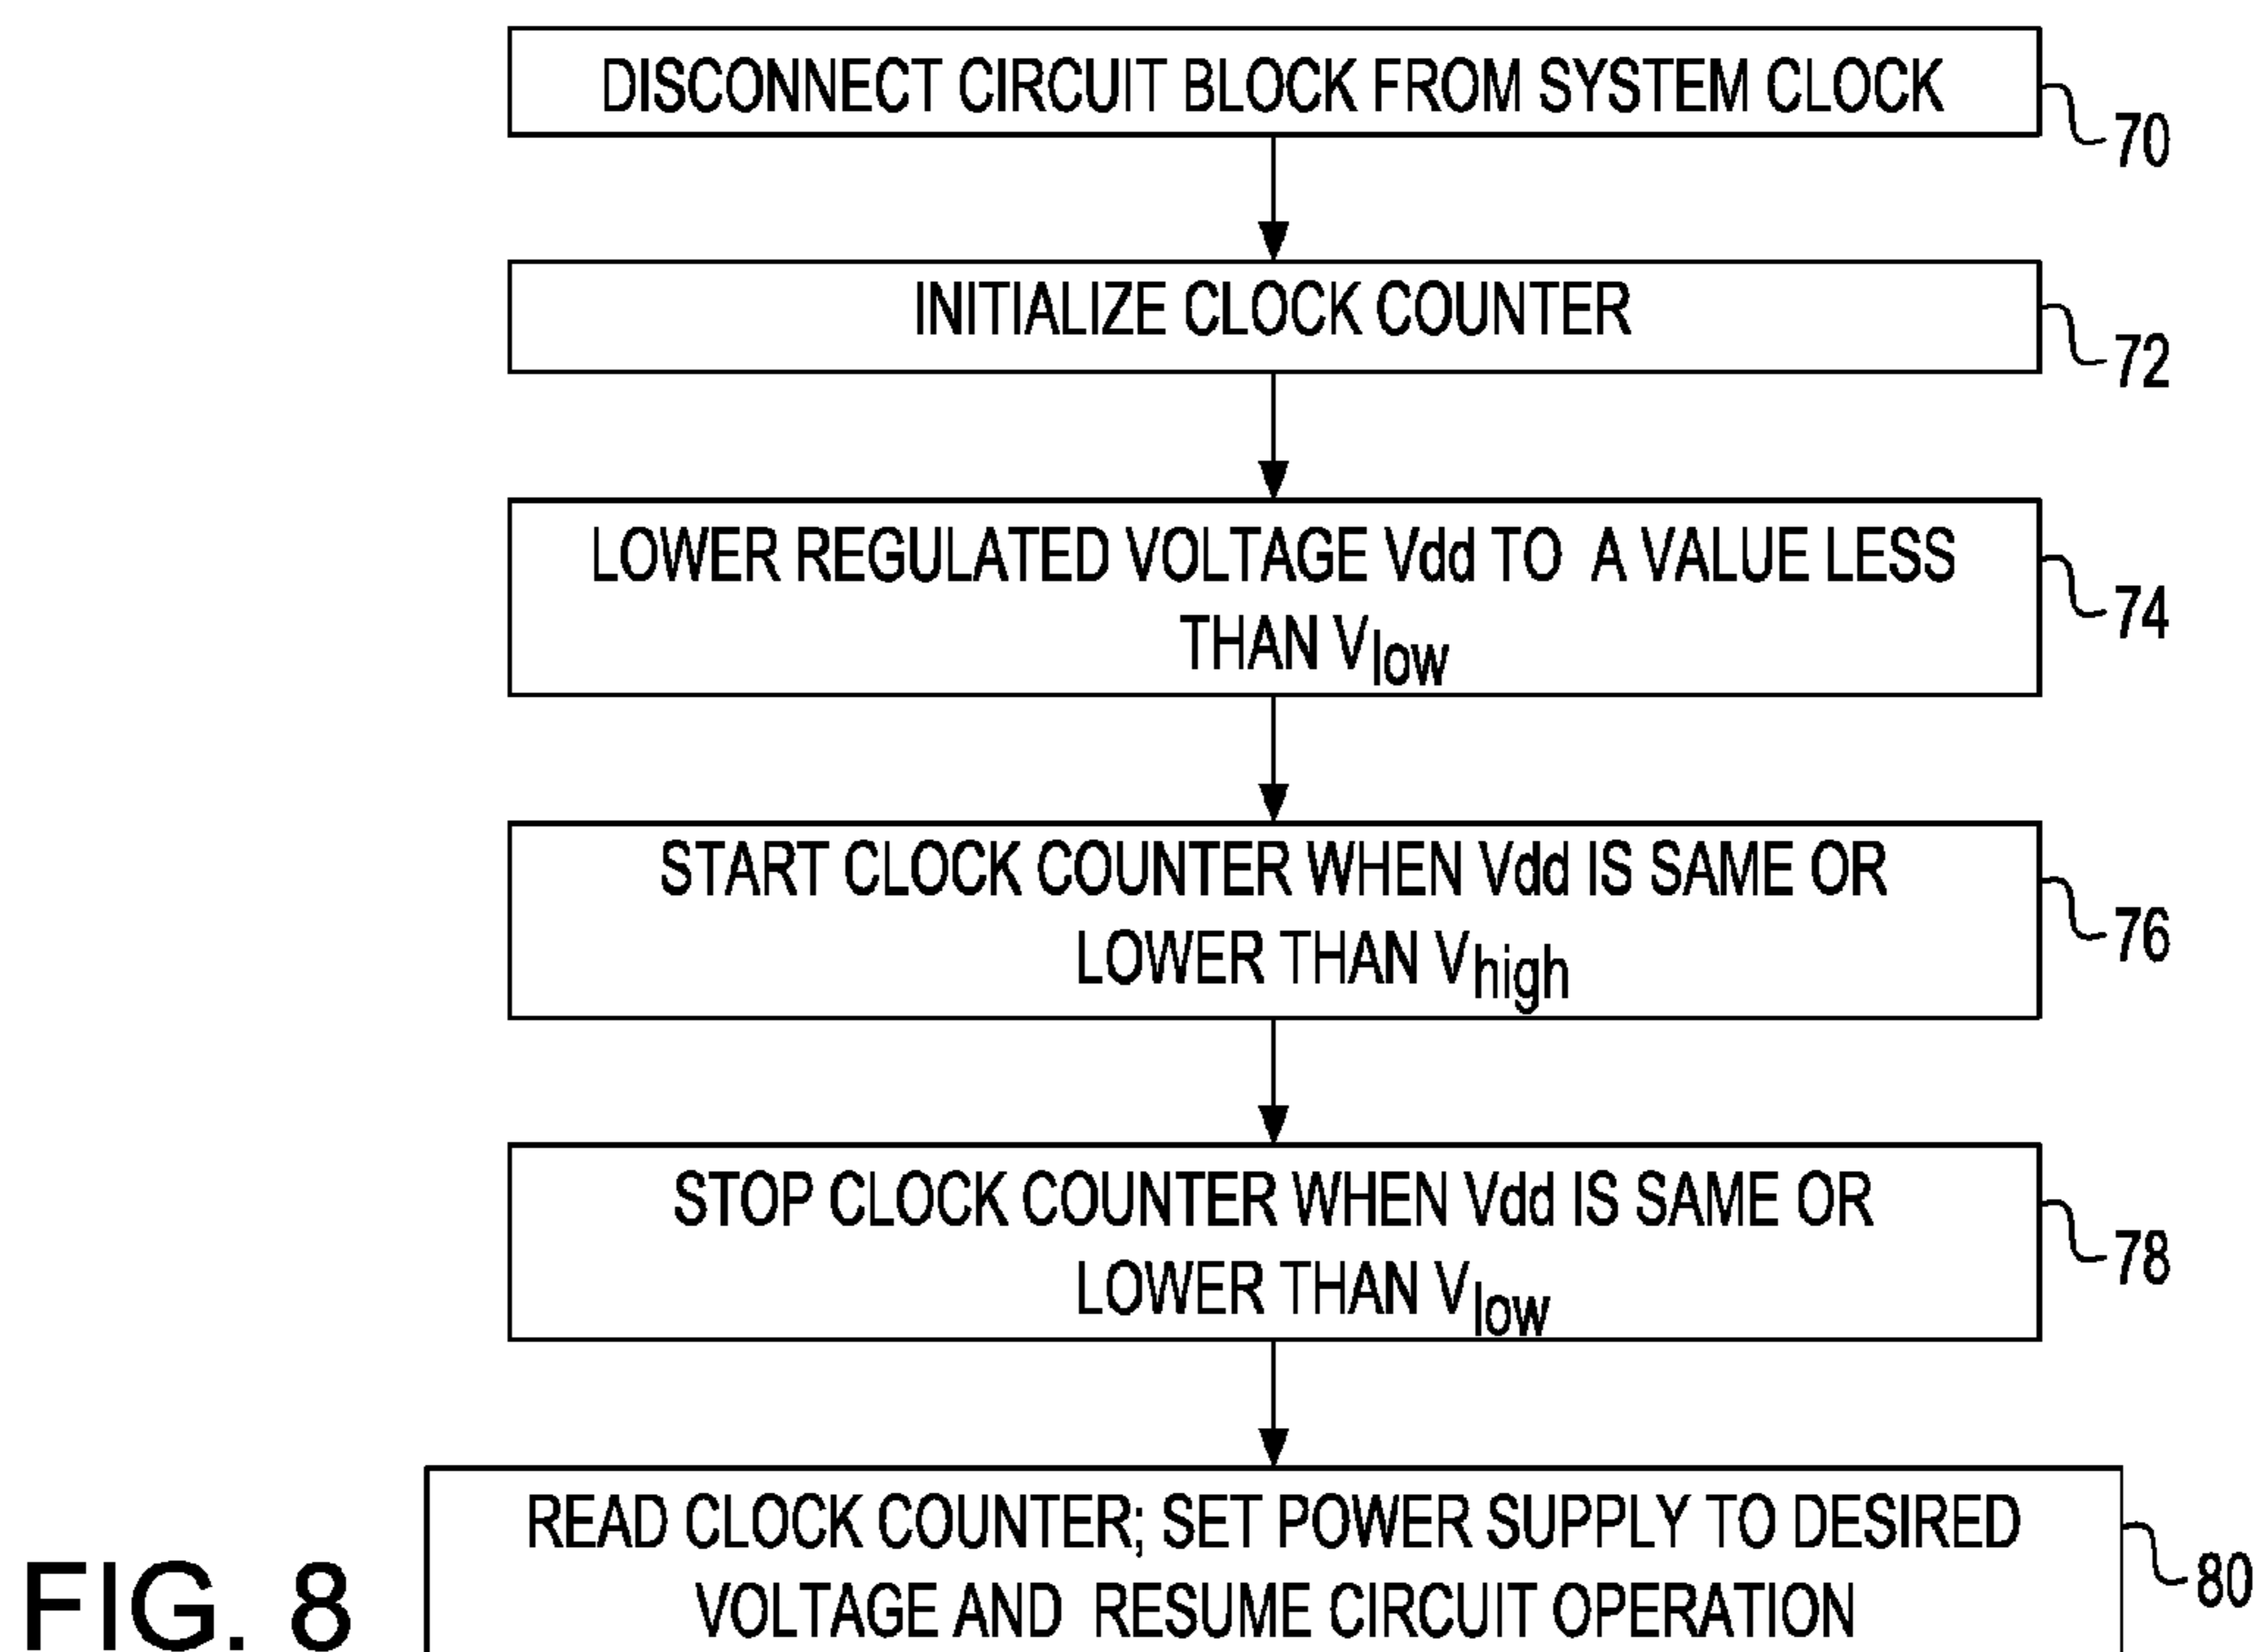 DISCONNECT CIRCUIT BLOCK FROM SYSTEM CLOCK
70
INITIALIZE CLOCK COUNTER
72
LOWER REGULATED VOLTAGE Vdd TO A VALUE LESS
THAN Vlow
74
START CLOCK COUNTER WHEN Vdd IS SAME OR
LOWER THAN Vhigh
76
STOP CLOCK COUNTER WHEN Vdd IS SAME OR
LOWER THAN Vlow
78
READ CLOCK COUNTER; SET POWER SUPPLY TO DESIRED
VOLTAGE AND RESUME CIRCUIT OPERATION
80
FIG. 8